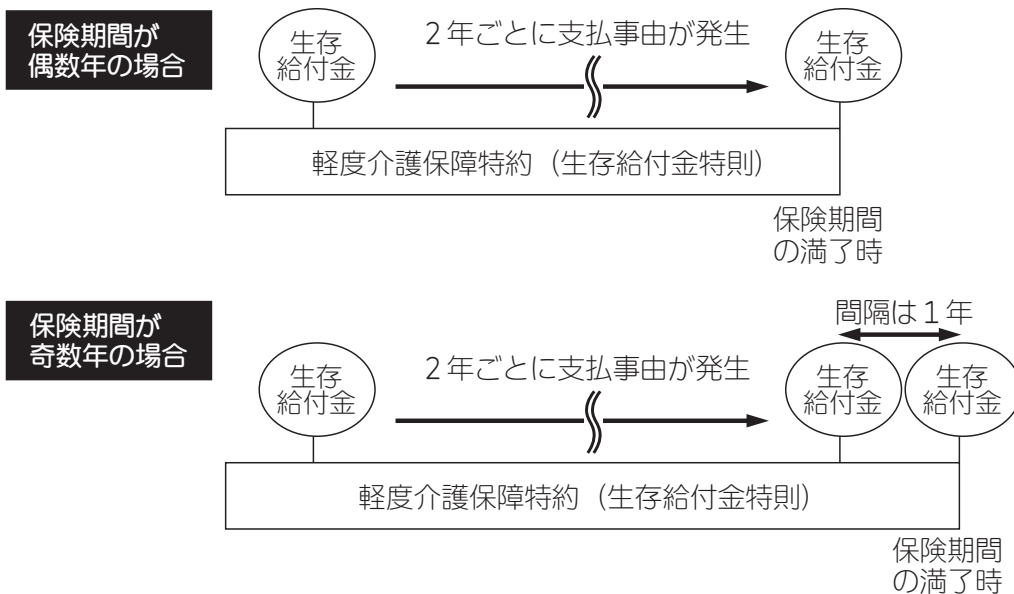 保険期間が
偶数年の場合
生存
給付金
2年ごとに支払事由が発生
生存
給付金
軽度介護保障特約（生存給付金特則）
保険期間
の満了時
保険期間が
奇数年の場合
間隔は1年
生存
給付金
2年ごとに支払事由が発生
生存
給付金
生存
給付金
軽度介護保障特約（生存給付金特則）
保険期間
の満了時